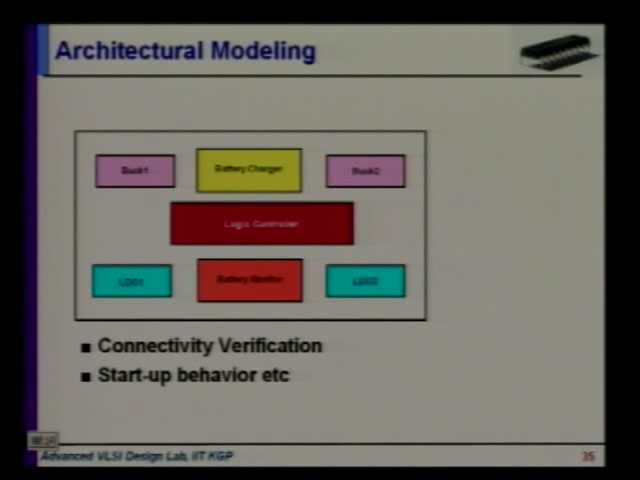 Architectural Modeling
Buck1
Battery Charger
Buck2
Logic Controller
LDO1
Battery Monitor
LDO2
■ Connectivity Verification
■ Start-up behavior etc
Advanced VLSI Design Lab, IIT KGP
35